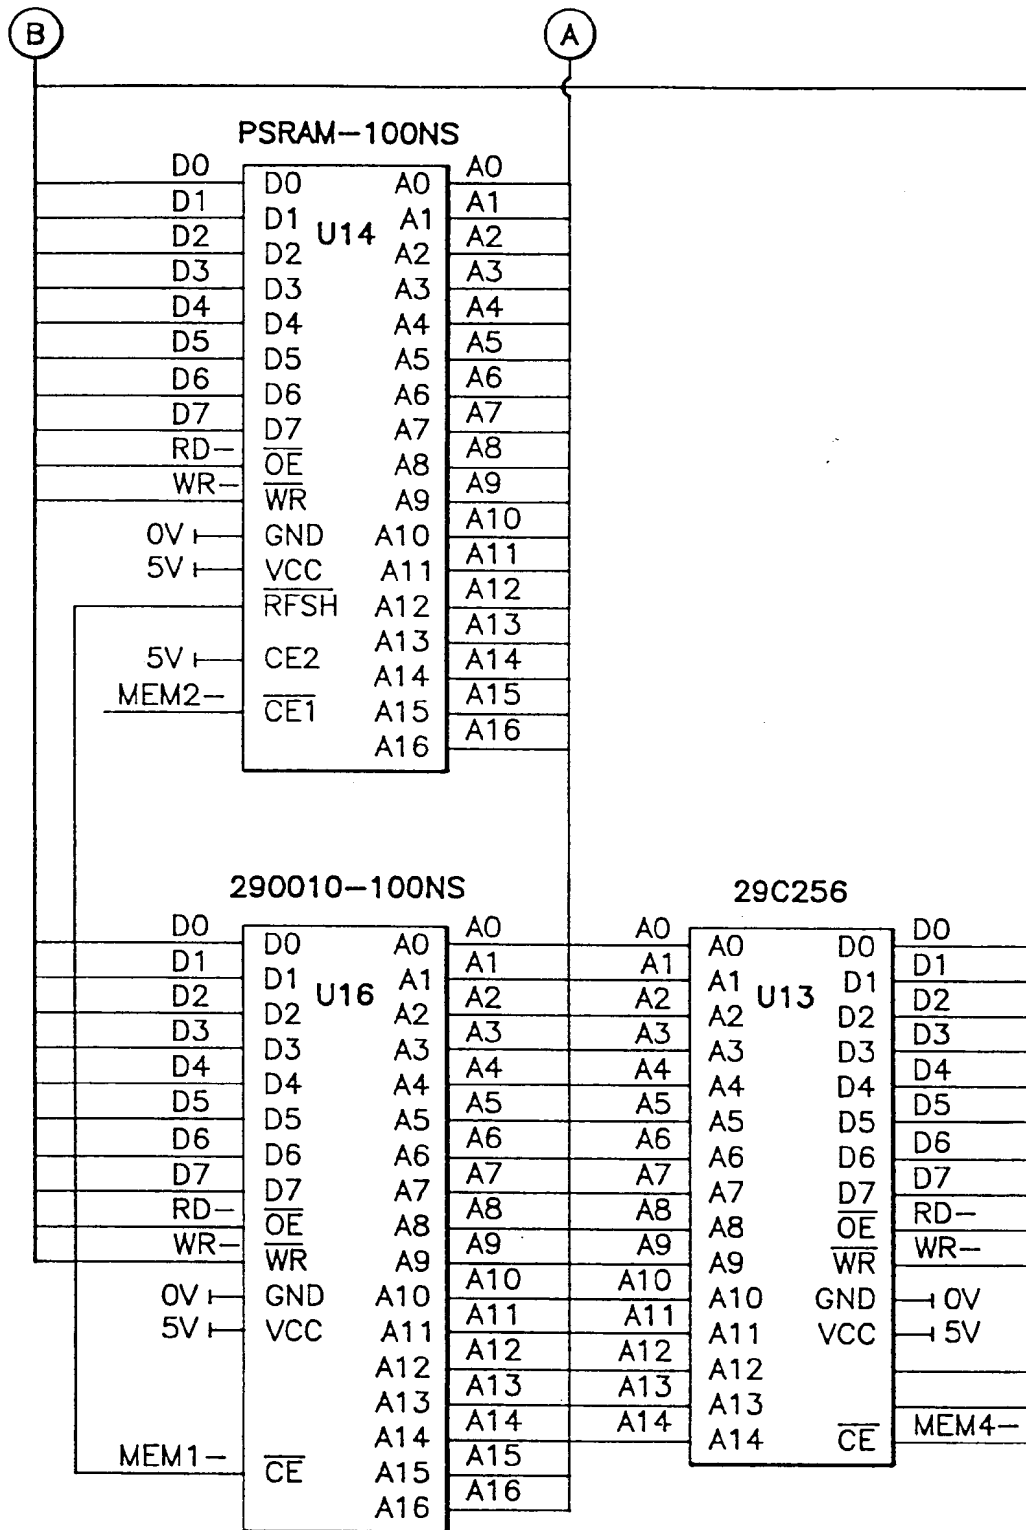 B A
PSRAM-100NS
D0 D0 A0 A0
D1 D1 U14 A1 A1
D2 D2 A2 A2
D3 D3 A3 A3
D4 D4 A4 A4
D5 D5 A5 A5
D6 D6 A6 A6
D7 D7 A7 A7
RD- OE A8 A8
WR- WR A9 A9
0V GND A10 A10
5V VCC A11 A11
RFSH A12 A12
A13 A13
5V CE2 A14 A14
MEM2- CE1 A15 A15
A16 A16
290010-100NS 29C256
D0 D0 A0 A0 A0 A0 D0 D0
D1 D1 U16 A1 A1 A1 A1 U13 D1 D1
D2 D2 A2 A2 A2 A2 D2 D2
D3 D3 A3 A3 A3 A3 D3 D3
D4 D4 A4 A4 A4 A4 D4 D4
D5 D5 A5 A5 A5 A5 D5 D5
D6 D6 A6 A6 A6 A6 D6 D6
D7 D7 A7 A7 A7 A7 D7 D7
RD- OE A8 A8 A8 A8 OE RD-
WR- WR A9 A9 A9 A9 WR WR-
0V GND A10 A10 A10 A10 GND 0V
5V VCC A11 A11 A11 A11 VCC 5V
A12 A12 A12 A12
A13 A13 A13 A13
A14 A14 A14 A14 CE MEM4-
MEM1- CE A15 A15
A16 A16